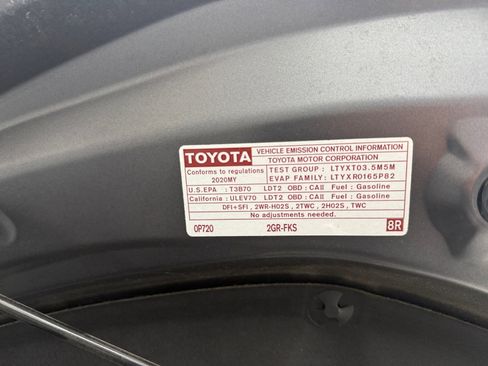 TOYOTA VEHICLE EMISSION CONTROL INFORMATION
TOYOTA MOTOR CORPORATION
Conforms to regulations
2020MY
TEST GROUP : LTYXT03.5M5M
EVAP FAMILY: LTYXR0165P82
U.S.EPA : T3B70 LDT2 OBD : CAII Fuel : Gasoline
California : ULEV70 LDT2 OBD : CAII Fuel : Gasoline
DFI+SFI , 2WR-HO2S , 2TWC , 2HO2S , TWC
No adjustments needed.
0P720 2GR-FKS 8R